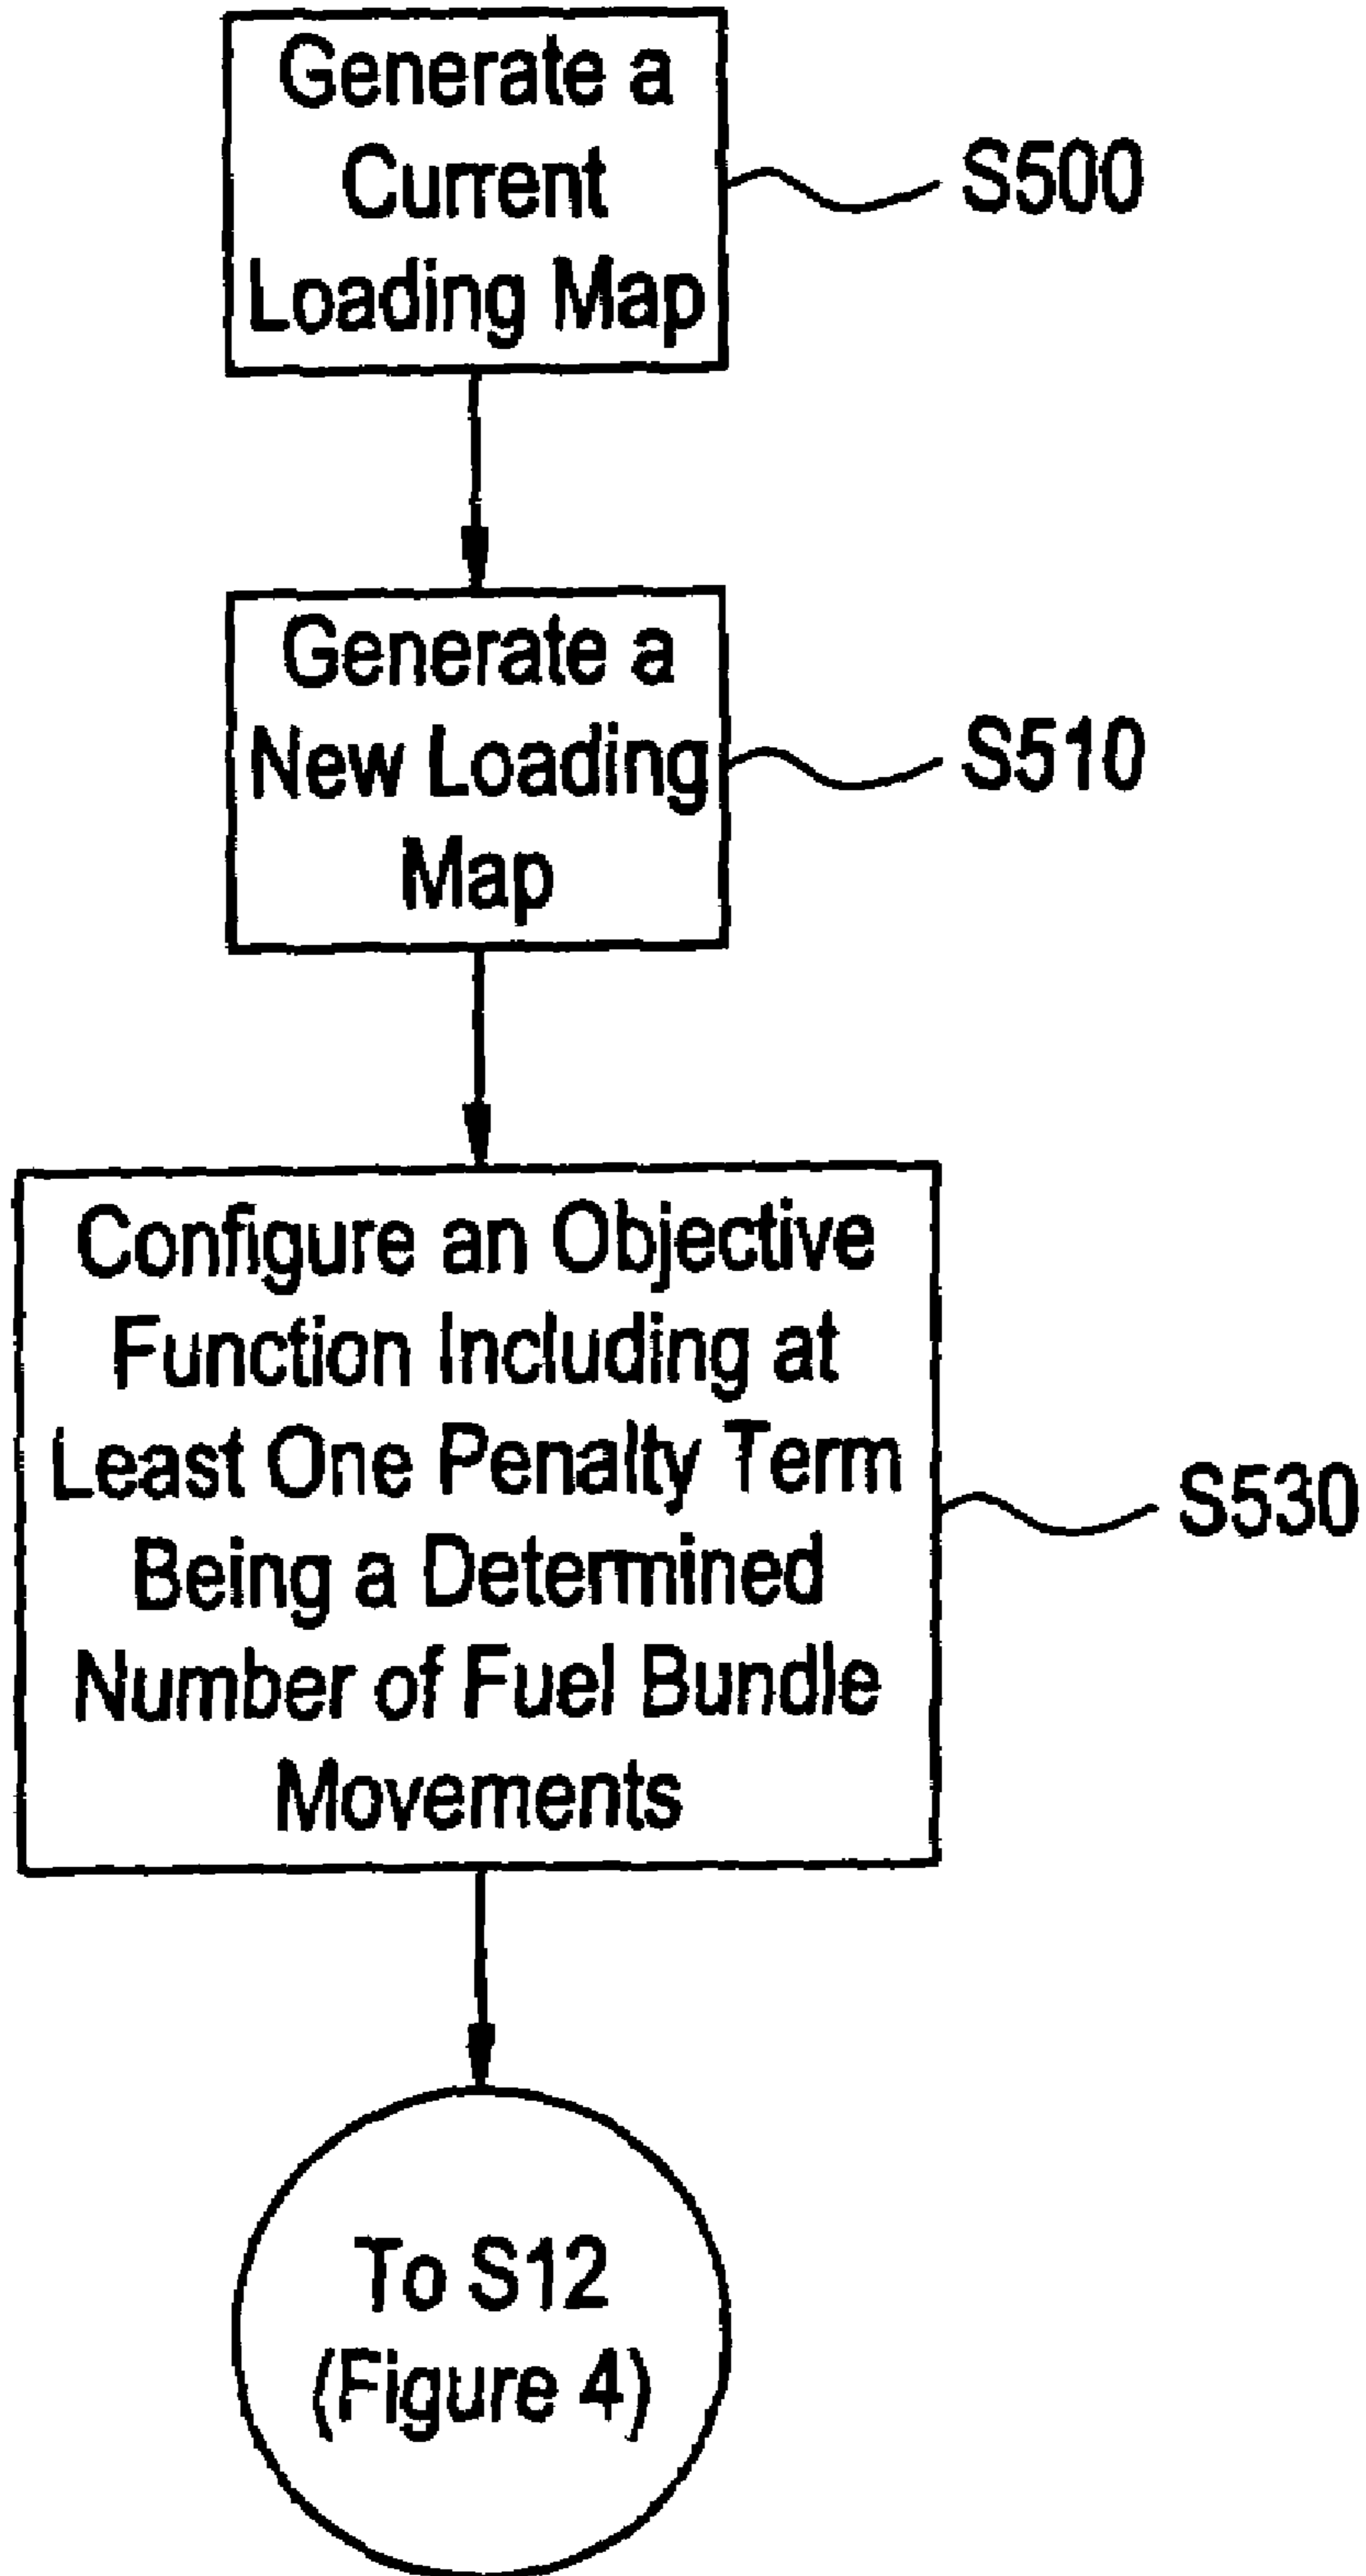 Generate a
Current
Loading Map
S500
Generate a
New Loading
Map
S510
Configure an Objective
Function Including at
Least One Penalty Term
Being a Determined
Number of Fuel Bundle
Movements
S530
To S12
(Figure 4)